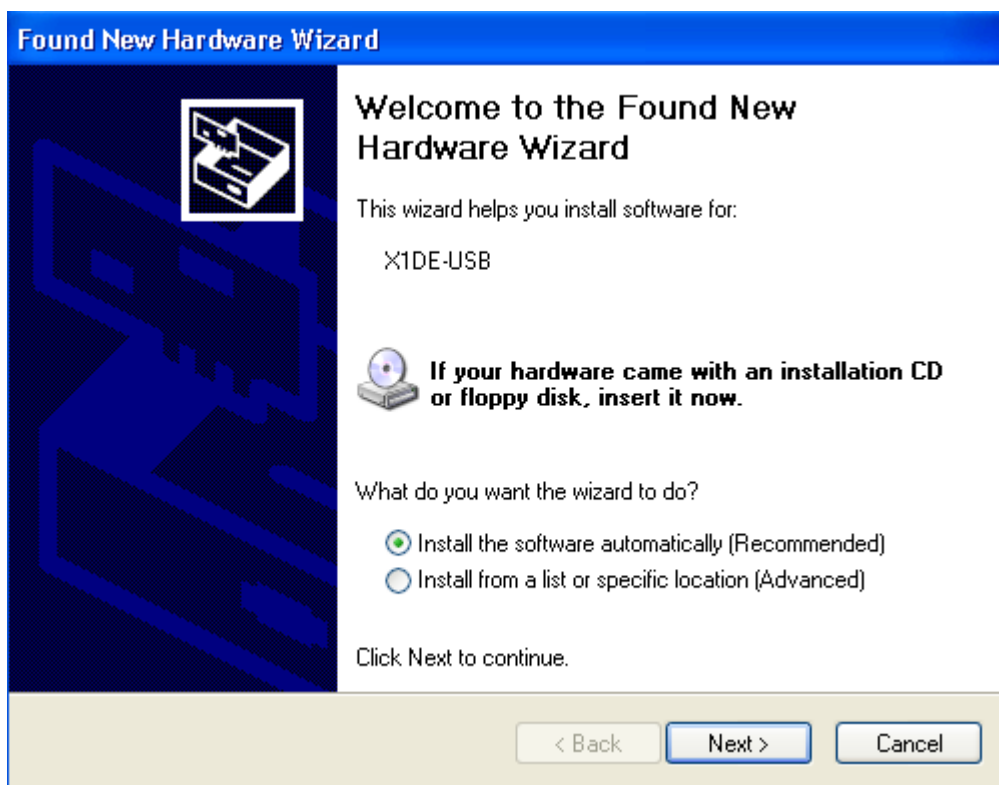 Found New Hardware Wizard
Welcome to the Found New
Hardware Wizard
This wizard helps you install software for:
X1DE-USB
If your hardware came with an installation CD
or floppy disk, insert it now.
What do you want the wizard to do?
Install the software automatically (Recommended)
Install from a list or specific location (Advanced)
Click Next to continue.
< Back
Next >
Cancel